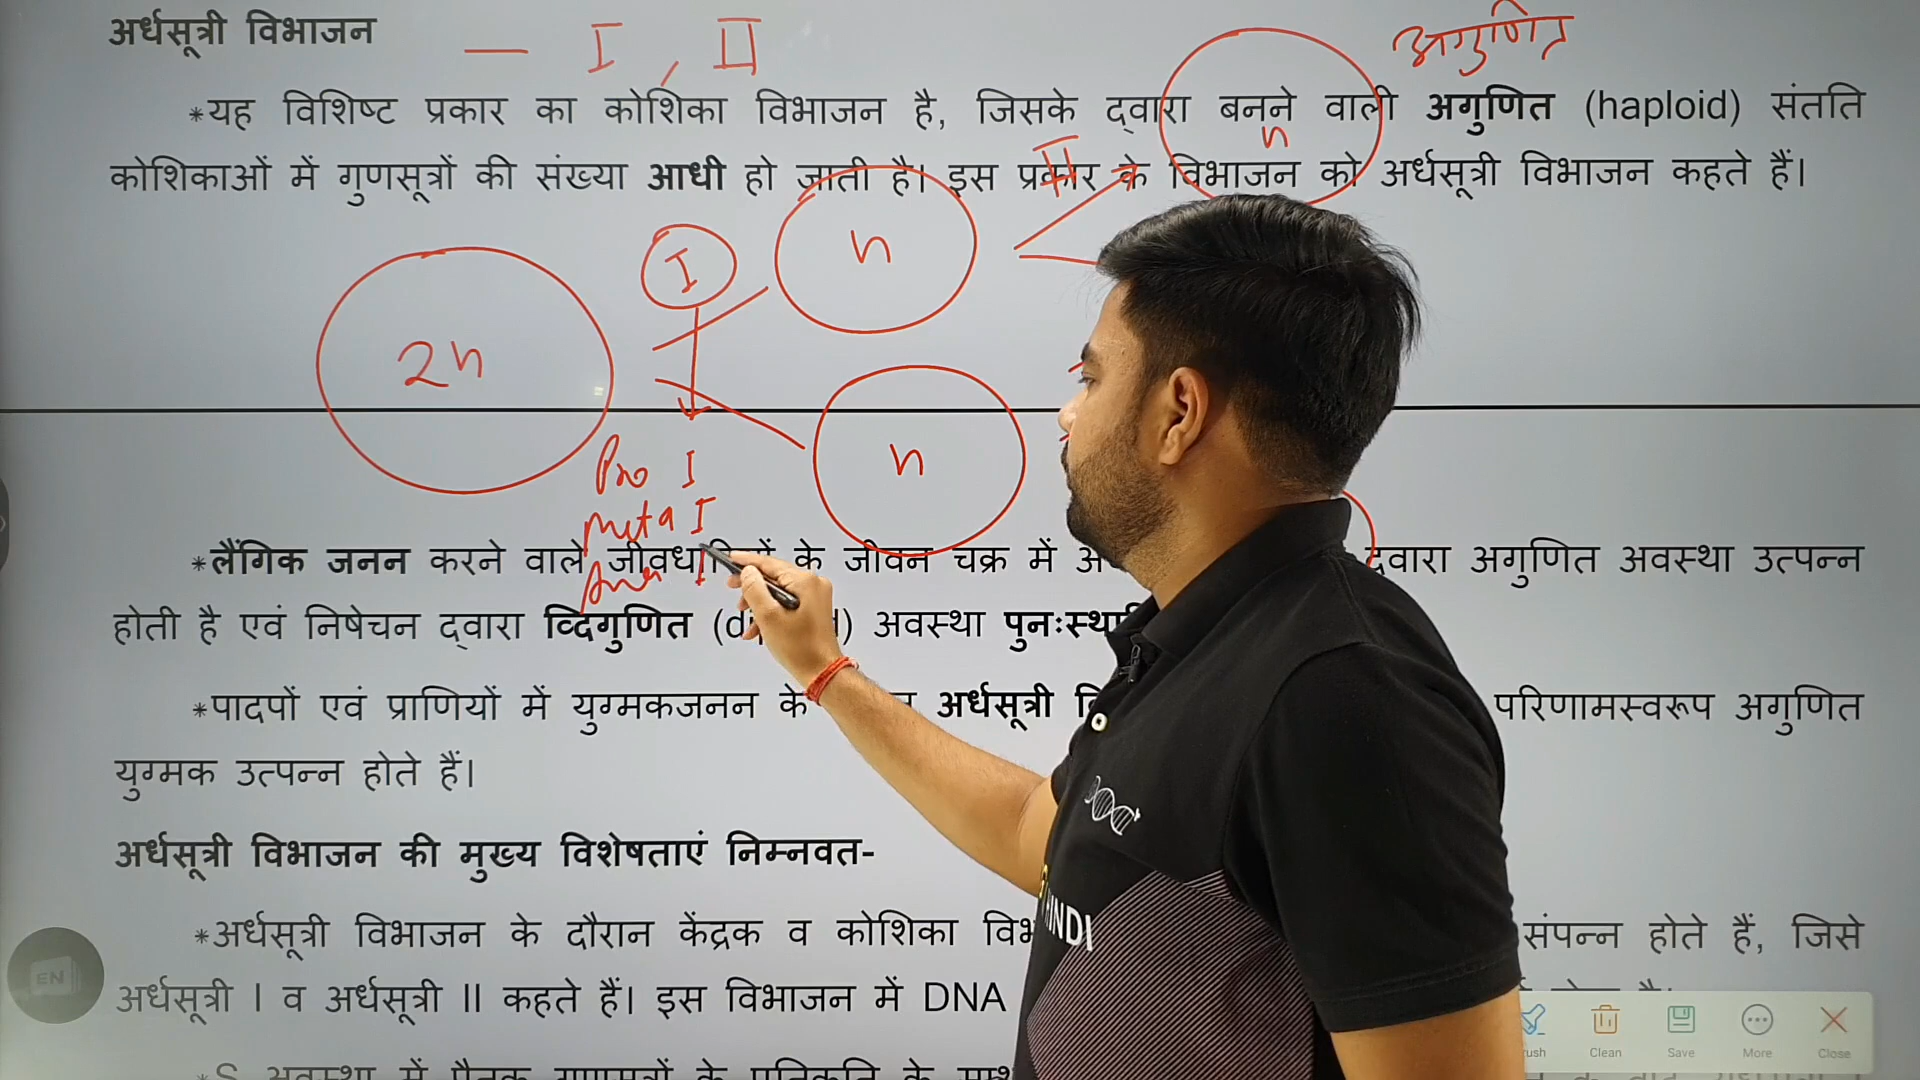 अर्धसूत्री विभाजन — I , II
अगुणित
*यह विशिष्ट प्रकार का कोशिका विभाजन है, जिसके द्वारा बनने वाली अगुणित (haploid) संतति
n
कोशिकाओं में गुणसूत्रों की संख्या आधी हो जाती है। इस प्रकार के विभाजन को अर्धसूत्री विभाजन कहते हैं।
II
I
n
2n
n
Pro I
Meta I
Ana I
*लैंगिक जनन करने वाले जीवधारियों के जीवन चक्र में द्वारा अगुणित अवस्था उत्पन्न
होती है एवं निषेचन द्वारा व्दिगुणित अवस्था
*पादपों एवं प्राणियों में युग्मकजनन के अर्धसूत्री परिणामस्वरूप अगुणित
युग्मक उत्पन्न होते हैं।
अर्धसूत्री विभाजन की मुख्य विशेषताएं निम्नवत-
*अर्धसूत्री विभाजन के दौरान केंद्रक व कोशिका संपन्न होते हैं, जिसे
अर्धसूत्री I व अर्धसूत्री II कहते हैं। इस विभाजन में DNA
HINDI
EN
Clean Save More Close